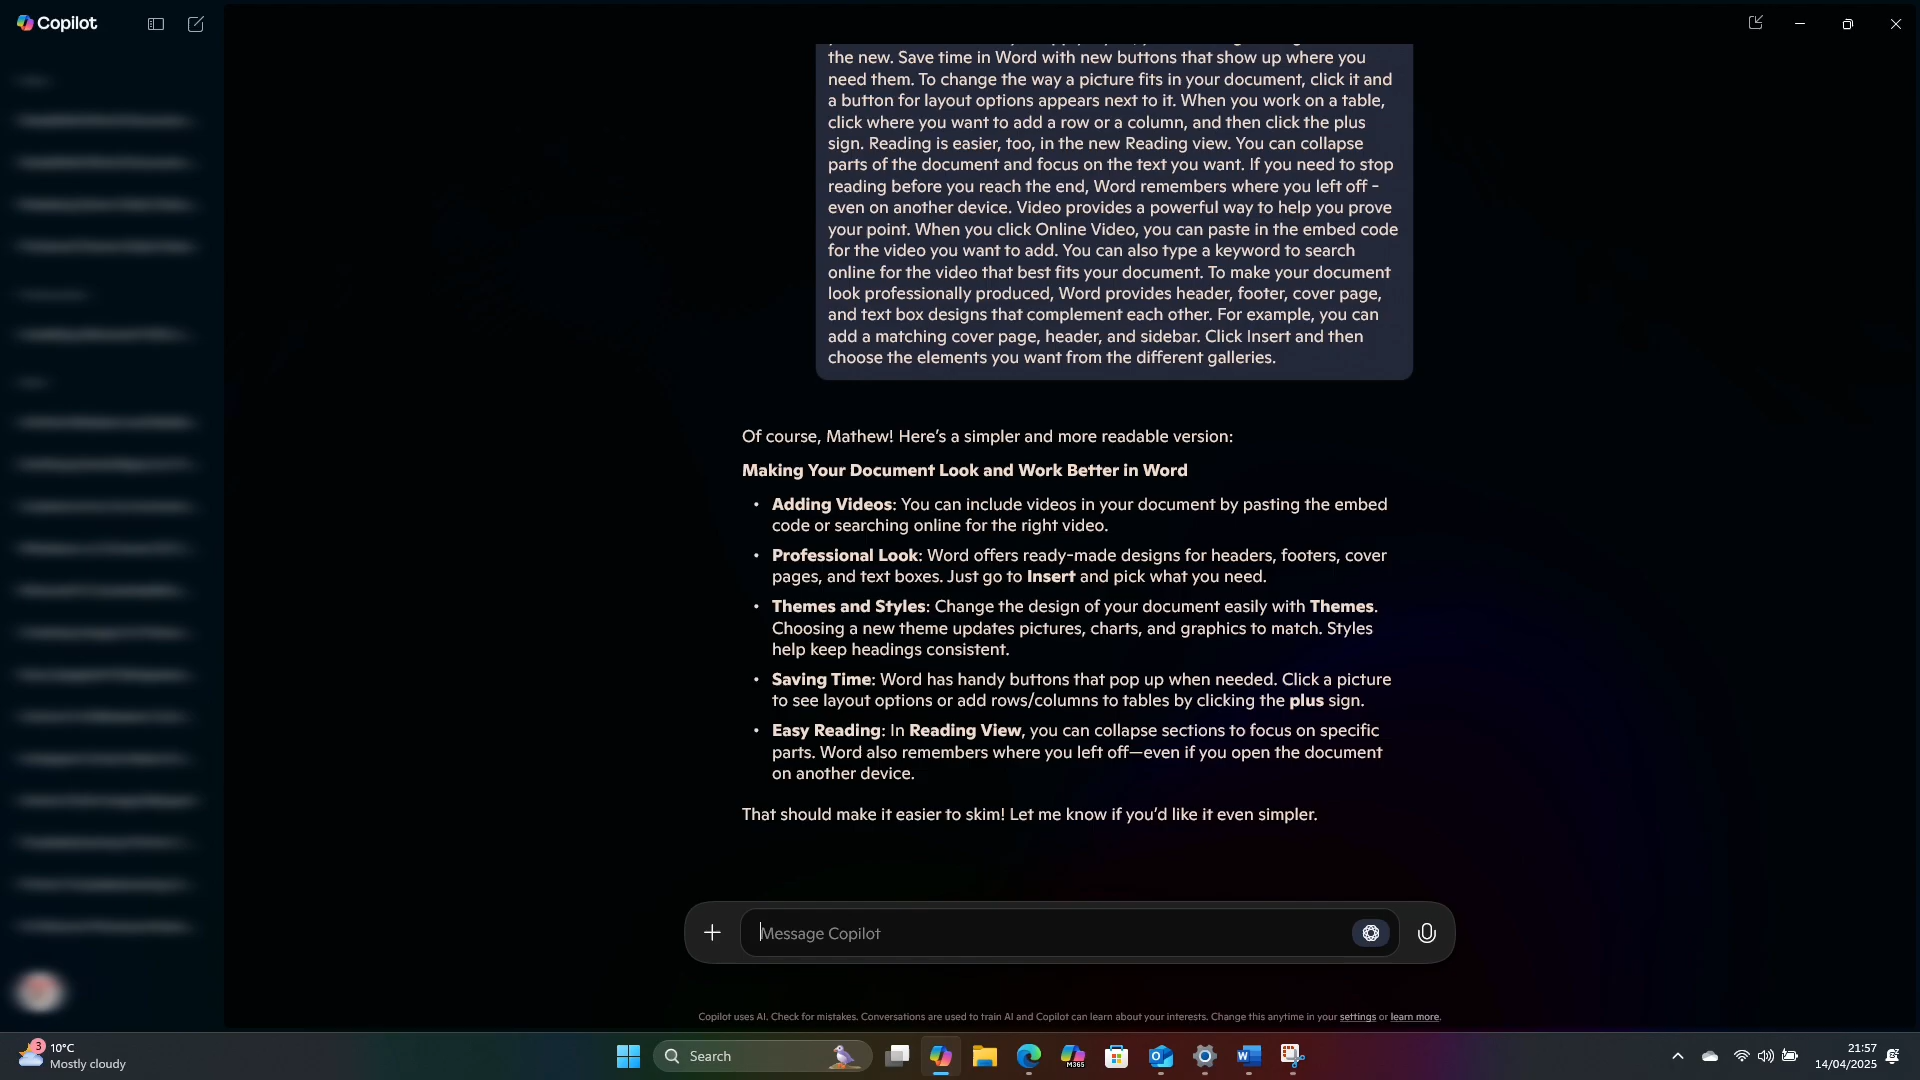 Copilot
the new. Save time in Word with new buttons that show up where you
need them. To change the way a picture fits in your document, click it and
a button for layout options appears next to it. When you work on a table,
click where you want to add a row or a column, and then click the plus
sign. Reading is easier, too, in the new Reading view. You can collapse
parts of the document and focus on the text you want. If you need to stop
reading before you reach the end, Word remembers where you left off -
even on another device. Video provides a powerful way to help you prove
your point. When you click Online Video, you can paste in the embed code
for the video you want to add. You can also type a keyword to search
online for the video that best fits your document. To make your document
look professionally produced, Word provides header, footer, cover page,
and text box designs that complement each other. For example, you can
add a matching cover page, header, and sidebar. Click Insert and then
choose the elements you want from the different galleries.
Of course, Mathew! Here’s a simpler and more readable version:
Making Your Document Look and Work Better in Word
• Adding Videos: You can include videos in your document by pasting the embed
code or searching online for the right video.
• Professional Look: Word offers ready-made designs for headers, footers, cover
pages, and text boxes. Just go to Insert and pick what you need.
• Themes and Styles: Change the design of your document easily with Themes.
Choosing a new theme updates pictures, charts, and graphics to match. Styles
help keep headings consistent.
• Saving Time: Word has handy buttons that pop up when needed. Click a picture
to see layout options or add rows/columns to tables by clicking the plus sign.
• Easy Reading: In Reading View, you can collapse sections to focus on specific
parts. Word also remembers where you left off—even if you open the document
on another device.
That should make it easier to skim! Let me know if you’d like it even simpler.
Message Copilot
Copilot uses AI. Check for mistakes. Conversations are used to train AI and Copilot can learn about your interests. Change this anytime in your settings or learn more.
3
10°C
Mostly cloudy
Search
M365
W
21:57
14/04/2025